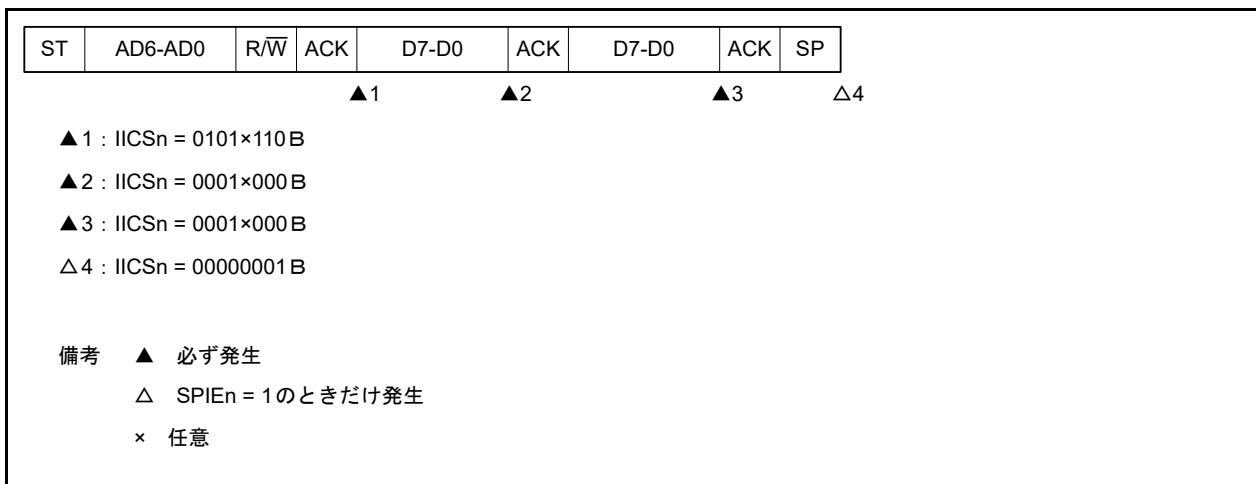 ST AD6-AD0 R/W̅ ACK D7-D0 ACK D7-D0 ACK SP
▲1 ▲2 ▲3 △4
▲1：IICSn = 0101×110B
▲2：IICSn = 0001×000B
▲3：IICSn = 0001×000B
△4：IICSn = 00000001B
備考 ▲ 必ず発生
△ SPIEn = 1のときだけ発生
× 任意